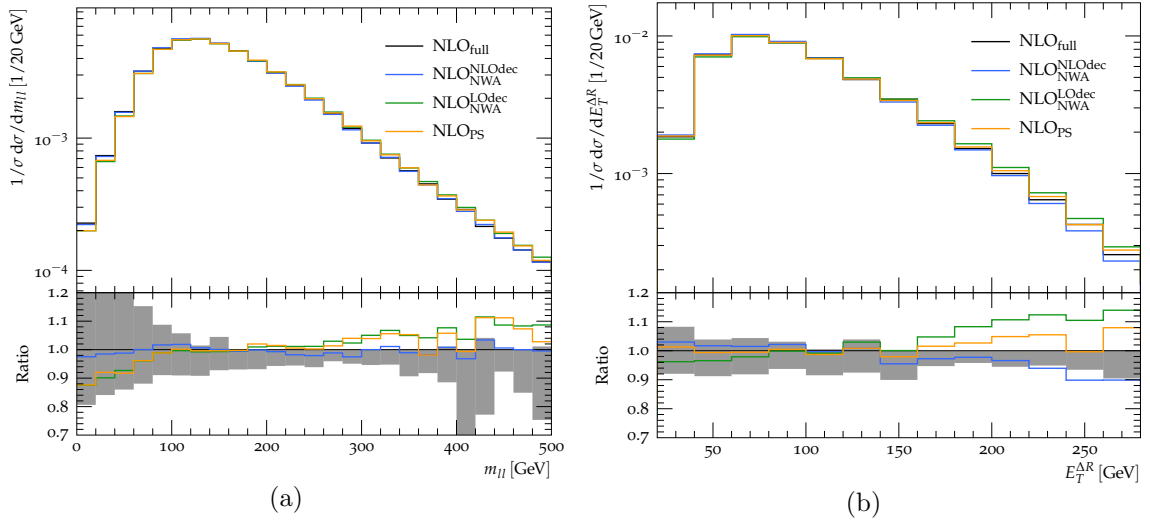 1/σ dσ/dm_ll [1/20 GeV]
10⁻³
10⁻⁴
NLO_full
NLO_NWA^NLOdec
NLO_NWA^LOdec
NLO_PS
Ratio
1.2
1.1
1.0
0.9
0.8
0.7
0 100 200 300 400 500
m_ll [GeV]
(a)
1/σ dσ/dE_T^ΔR [1/20 GeV]
10⁻²
10⁻³
NLO_full
NLO_NWA^NLOdec
NLO_NWA^LOdec
NLO_PS
Ratio
1.2
1.1
1.0
0.9
0.8
0.7
50 100 150 200 250
E_T^ΔR [GeV]
(b)